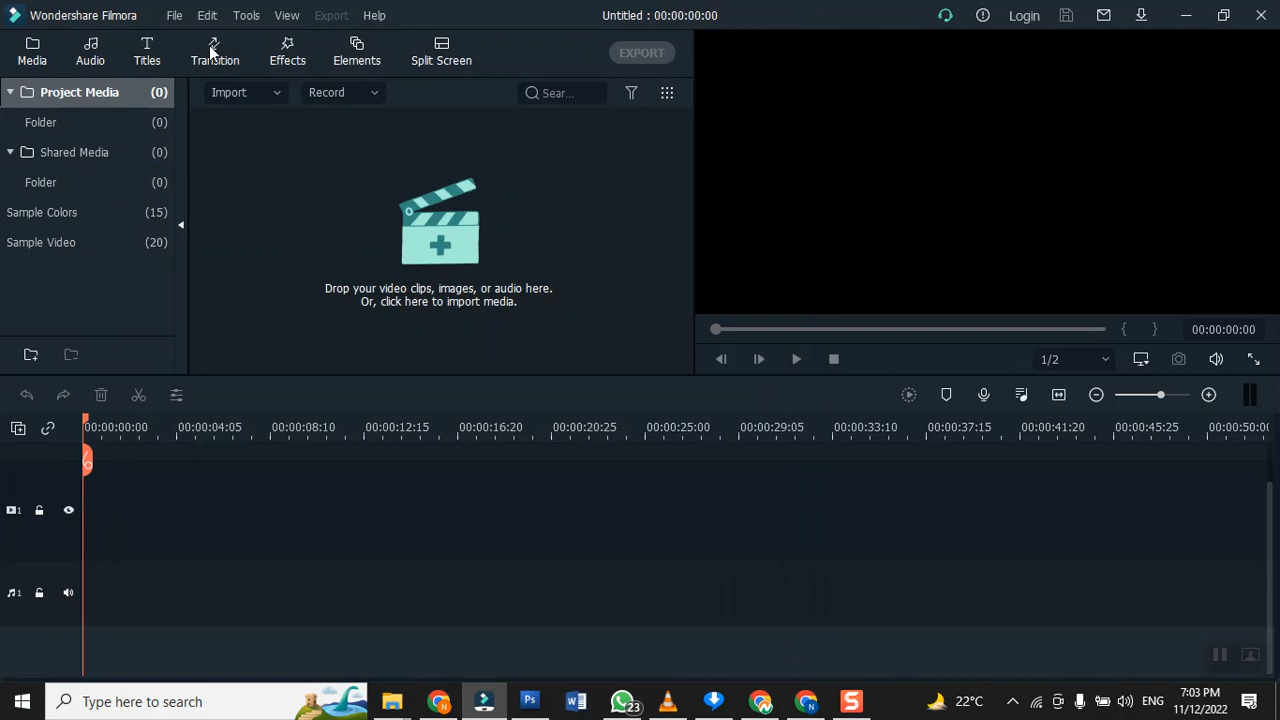 Wondershare Filmora File Edit Tools View Export Help Untitled : 00:00:00:00 Login
Media Audio Titles Transition Effects Elements Split Screen EXPORT
Project Media (0) Import Record Sear...
Folder (0)
Shared Media (0)
Folder (0)
Sample Colors (15)
Sample Video (20)
Drop your video clips, images, or audio here.
Or, click here to import media.
{ } 00:00:00:00
1/2
00:00:00:00 00:00:04:05 00:00:08:10 00:00:12:15 00:00:16:20 00:00:20:25 00:00:25:00 00:00:29:05 00:00:33:10 00:00:37:15 00:00:41:20 00:00:45:25 00:00:50:00
1
1
Type here to search Ps W 23 N N S 22°C ENG 7:03 PM
11/12/2022